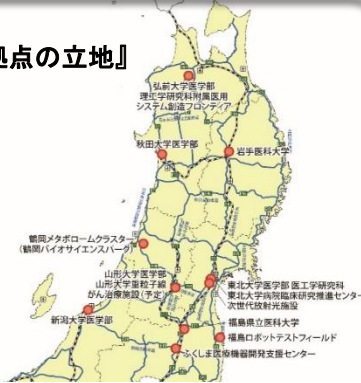 点の立地』
弘前大学医学部
理工学研究科附属医用
システム創造フロンティア
秋田大学医学部
岩手医科大学
鶴岡メタボロームクラスター
(鶴岡バイオサイエンスパーク)
山形大学医学部
山形大学重粒子線
がん治療施設(予定)
東北大学医学部 医工学研究科
東北大学病院臨床研究推進センター
次世代放射光施設
新潟大学医学部
福島県立医科大学
福島ロボットテストフィールド
ふくしま医療機器開発支援センター